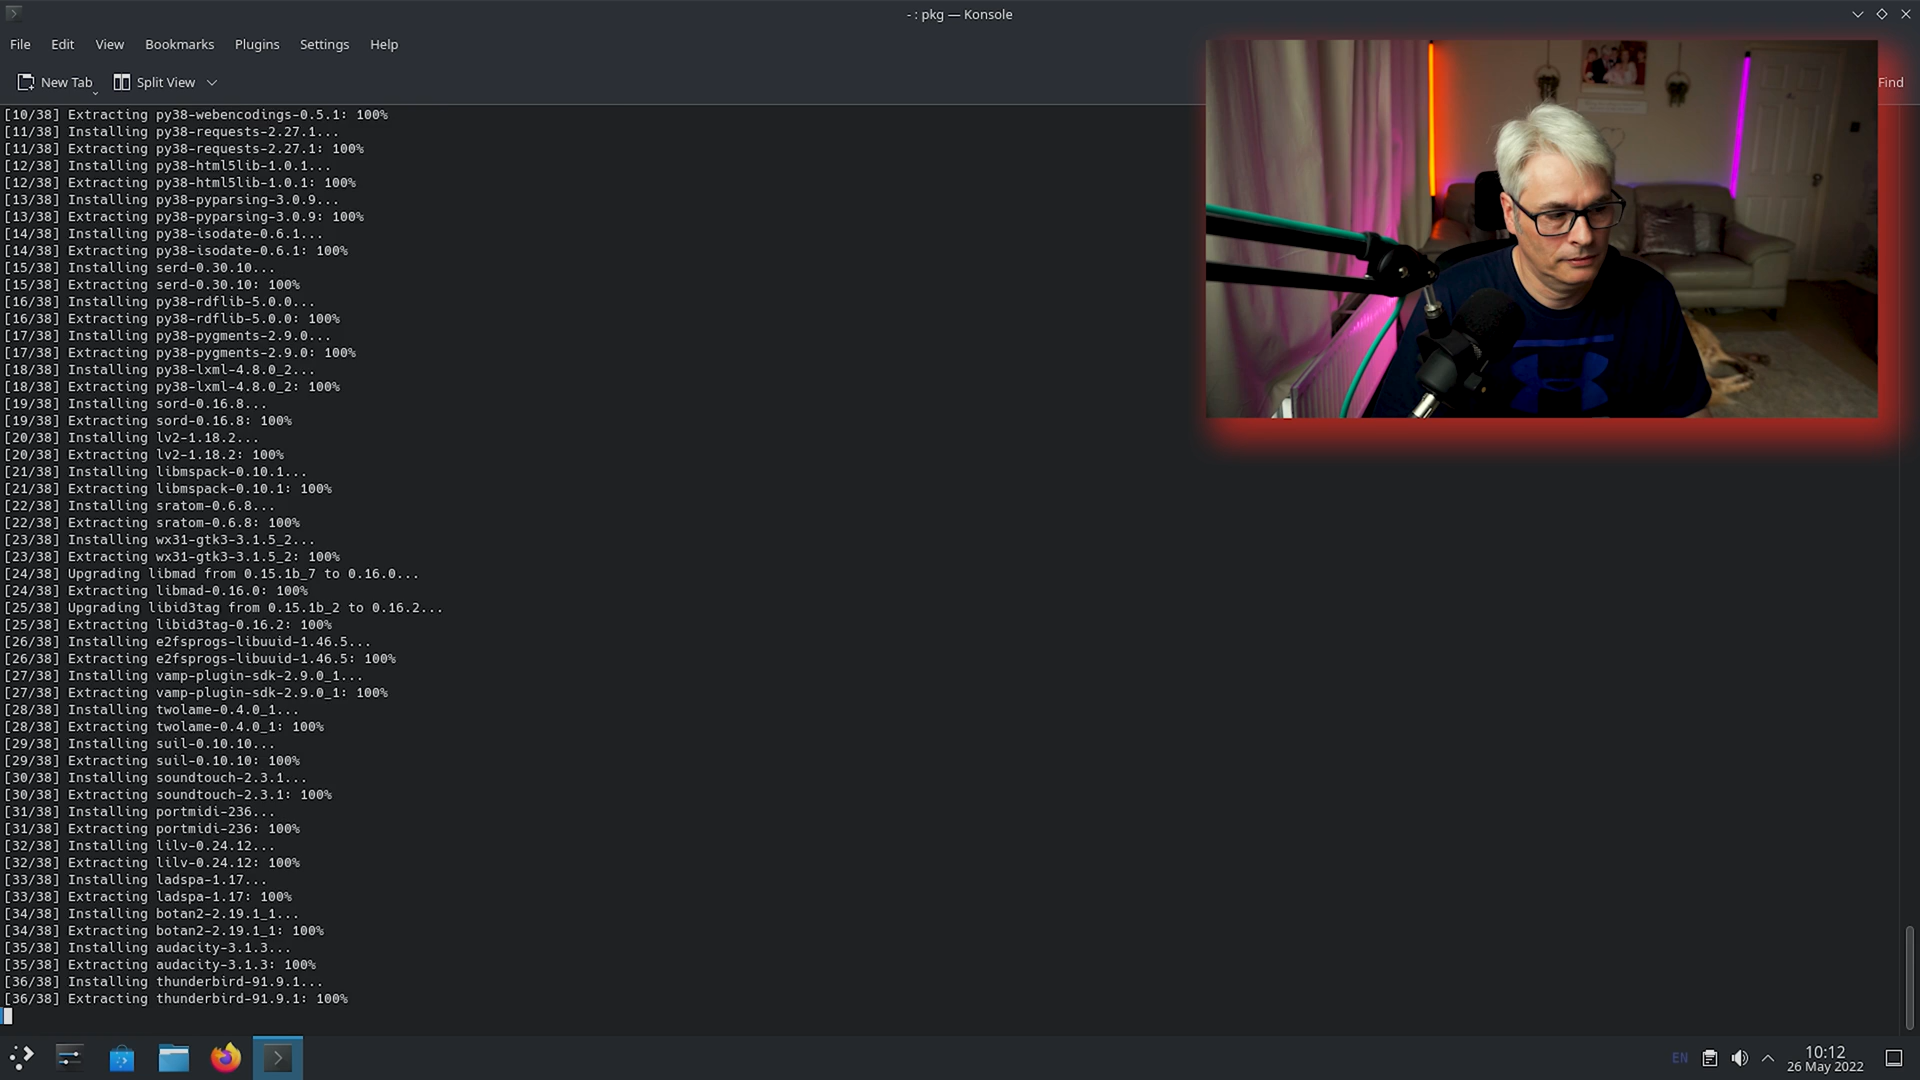 - : pkg — Konsole
File Edit View Bookmarks Plugins Settings Help
New Tab Split View Find
[10/38] Extracting py38-webencodings-0.5.1: 100%
[11/38] Installing py38-requests-2.27.1...
[11/38] Extracting py38-requests-2.27.1: 100%
[12/38] Installing py38-html5lib-1.0.1...
[12/38] Extracting py38-html5lib-1.0.1: 100%
[13/38] Installing py38-pyparsing-3.0.9...
[13/38] Extracting py38-pyparsing-3.0.9: 100%
[14/38] Installing py38-isodate-0.6.1...
[14/38] Extracting py38-isodate-0.6.1: 100%
[15/38] Installing serd-0.30.10...
[15/38] Extracting serd-0.30.10: 100%
[16/38] Installing py38-rdflib-5.0.0...
[16/38] Extracting py38-rdflib-5.0.0: 100%
[17/38] Installing py38-pygments-2.9.0...
[17/38] Extracting py38-pygments-2.9.0: 100%
[18/38] Installing py38-lxml-4.8.0_2...
[18/38] Extracting py38-lxml-4.8.0_2: 100%
[19/38] Installing sord-0.16.8...
[19/38] Extracting sord-0.16.8: 100%
[20/38] Installing lv2-1.18.2...
[20/38] Extracting lv2-1.18.2: 100%
[21/38] Installing libmspack-0.10.1...
[21/38] Extracting libmspack-0.10.1: 100%
[22/38] Installing sratom-0.6.8...
[22/38] Extracting sratom-0.6.8: 100%
[23/38] Installing wx31-gtk3-3.1.5_2...
[23/38] Extracting wx31-gtk3-3.1.5_2: 100%
[24/38] Upgrading libmad from 0.15.1b_7 to 0.16.0...
[24/38] Extracting libmad-0.16.0: 100%
[25/38] Upgrading libid3tag from 0.15.1b_2 to 0.16.2...
[25/38] Extracting libid3tag-0.16.2: 100%
[26/38] Installing e2fsprogs-libuuid-1.46.5...
[26/38] Extracting e2fsprogs-libuuid-1.46.5: 100%
[27/38] Installing vamp-plugin-sdk-2.9.0_1...
[27/38] Extracting vamp-plugin-sdk-2.9.0_1: 100%
[28/38] Installing twolame-0.4.0_1...
[28/38] Extracting twolame-0.4.0_1: 100%
[29/38] Installing suil-0.10.10...
[29/38] Extracting suil-0.10.10: 100%
[30/38] Installing soundtouch-2.3.1...
[30/38] Extracting soundtouch-2.3.1: 100%
[31/38] Installing portmidi-236...
[31/38] Extracting portmidi-236: 100%
[32/38] Installing lilv-0.24.12...
[32/38] Extracting lilv-0.24.12: 100%
[33/38] Installing ladspa-1.17...
[33/38] Extracting ladspa-1.17: 100%
[34/38] Installing botan2-2.19.1_1...
[34/38] Extracting botan2-2.19.1_1: 100%
[35/38] Installing audacity-3.1.3...
[35/38] Extracting audacity-3.1.3: 100%
[36/38] Installing thunderbird-91.9.1...
[36/38] Extracting thunderbird-91.9.1: 100%
EN
10:12
26 May 2022